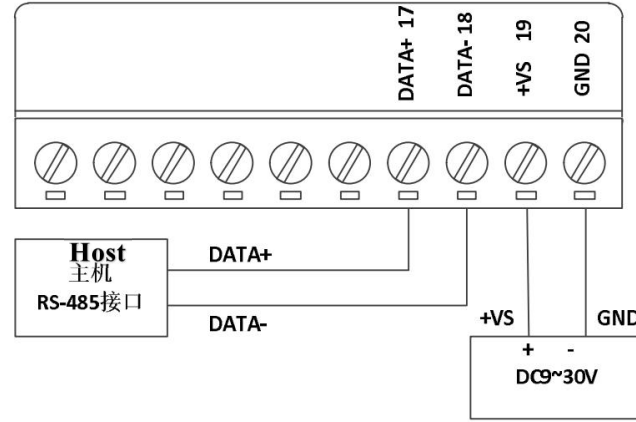 DATA+ 17
DATA- 18
+VS 19
GND 20
Host
主机
RS-485接口
DATA+
DATA-
+VS
GND
+ -
DC9~30V